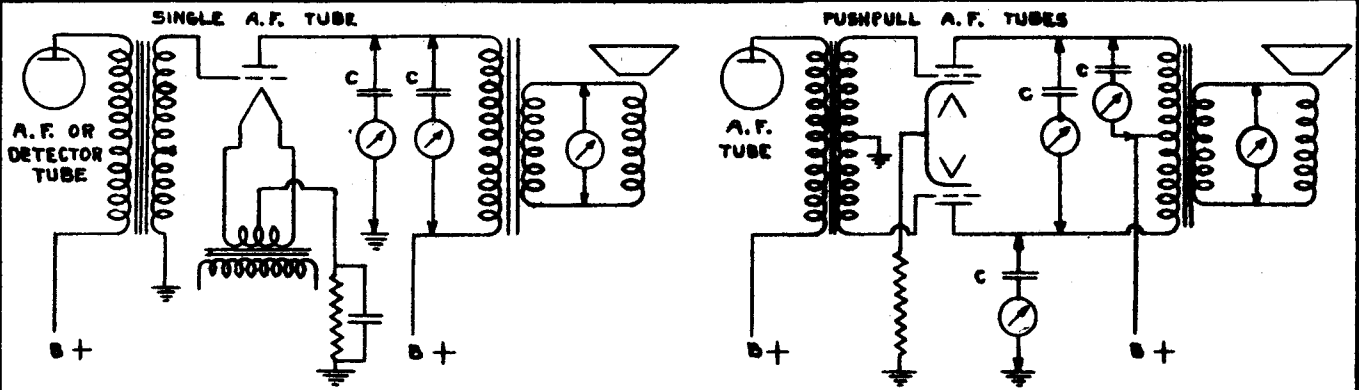 SINGLE A.F. TUBE
A.F. OR
DETECTOR
TUBE
C
C
B+
B+
PUSHPULL A.F. TUBES
A.F.
TUBE
C
C
C
B+
B+